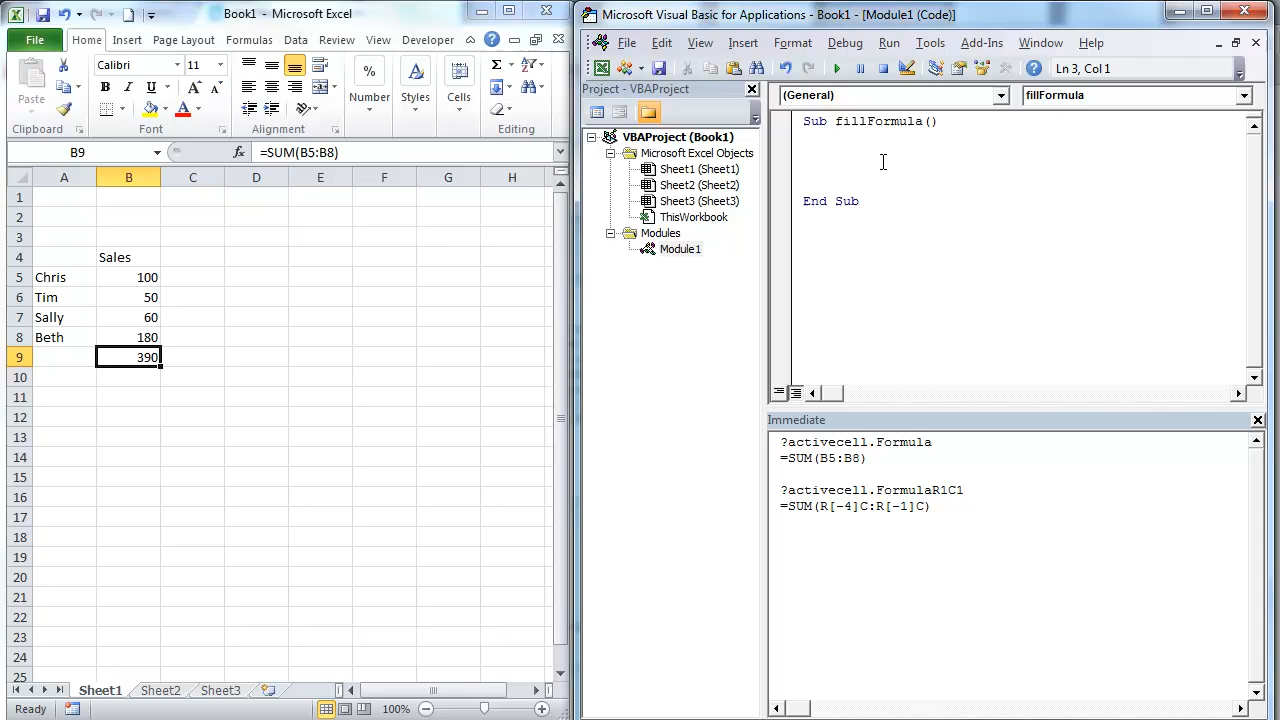 Book1 - Microsoft Excel
File Home Insert Page Layout Formulas Data Review View Developer
Paste
Calibri 11
B I U A A
A
% Number
Styles
Cells
Clipboard Font Alignment Editing
B9 fx =SUM(B5:B8)
A B C D E F G H
1
2
3
4 Sales
5 Chris 100
6 Tim 50
7 Sally 60
8 Beth 180
9 390
10
11
12
13
14
15
16
17
18
19
20
21
22
23
24
25
Sheet1 Sheet2 Sheet3
Ready 100%
Microsoft Visual Basic for Applications - Book1 - [Module1 (Code)]
File Edit View Insert Format Debug Run Tools Add-Ins Window Help
Ln 3, Col 1
Project - VBAProject
VBAProject (Book1)
Microsoft Excel Objects
Sheet1 (Sheet1)
Sheet2 (Sheet2)
Sheet3 (Sheet3)
ThisWorkbook
Modules
Module1
(General) fillFormula
Sub fillFormula()
End Sub
Immediate
?activecell.Formula
=SUM(B5:B8)
?activecell.FormulaR1C1
=SUM(R[-4]C:R[-1]C)